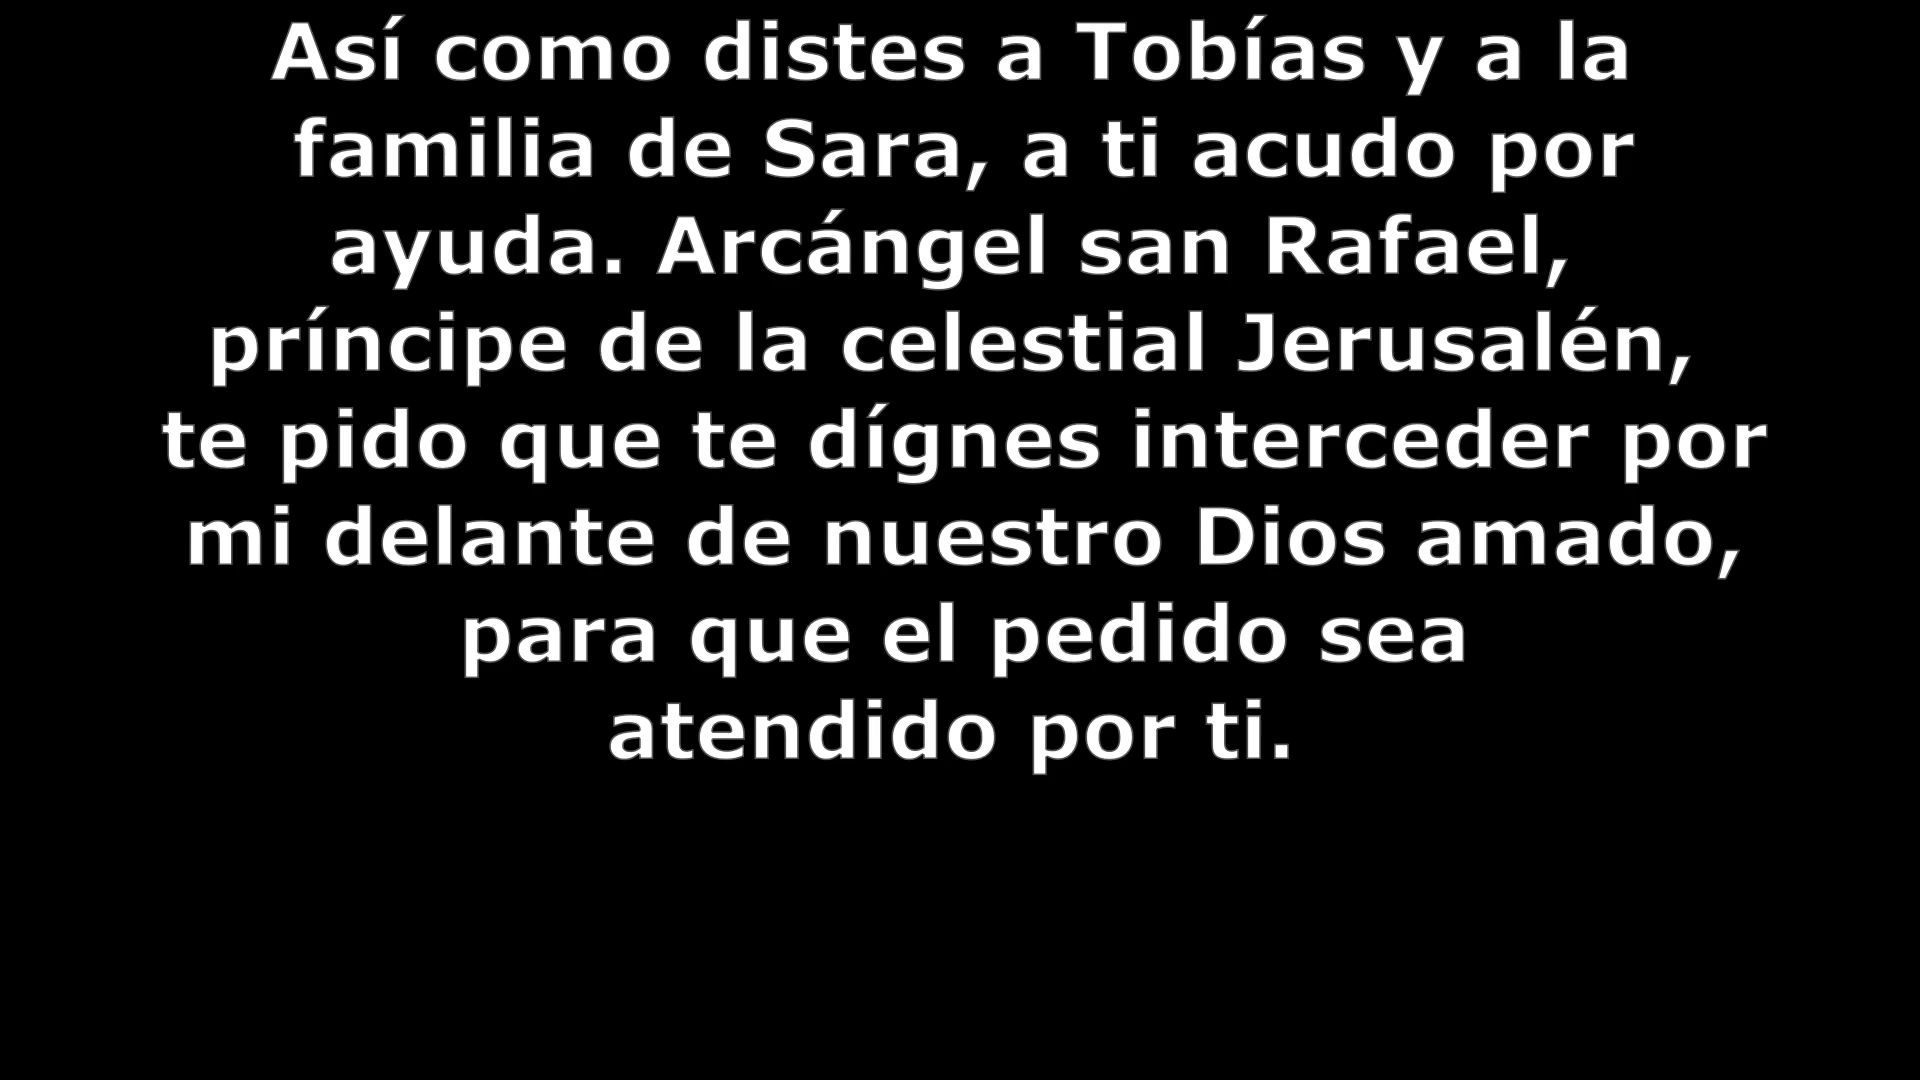 Así como distes a Tobías y a la
familia de Sara, a ti acudo por
ayuda. Arcángel san Rafael,
príncipe de la celestial Jerusalén,
te pido que te dígnes interceder por
mi delante de nuestro Dios amado,
para que el pedido sea
atendido por ti.